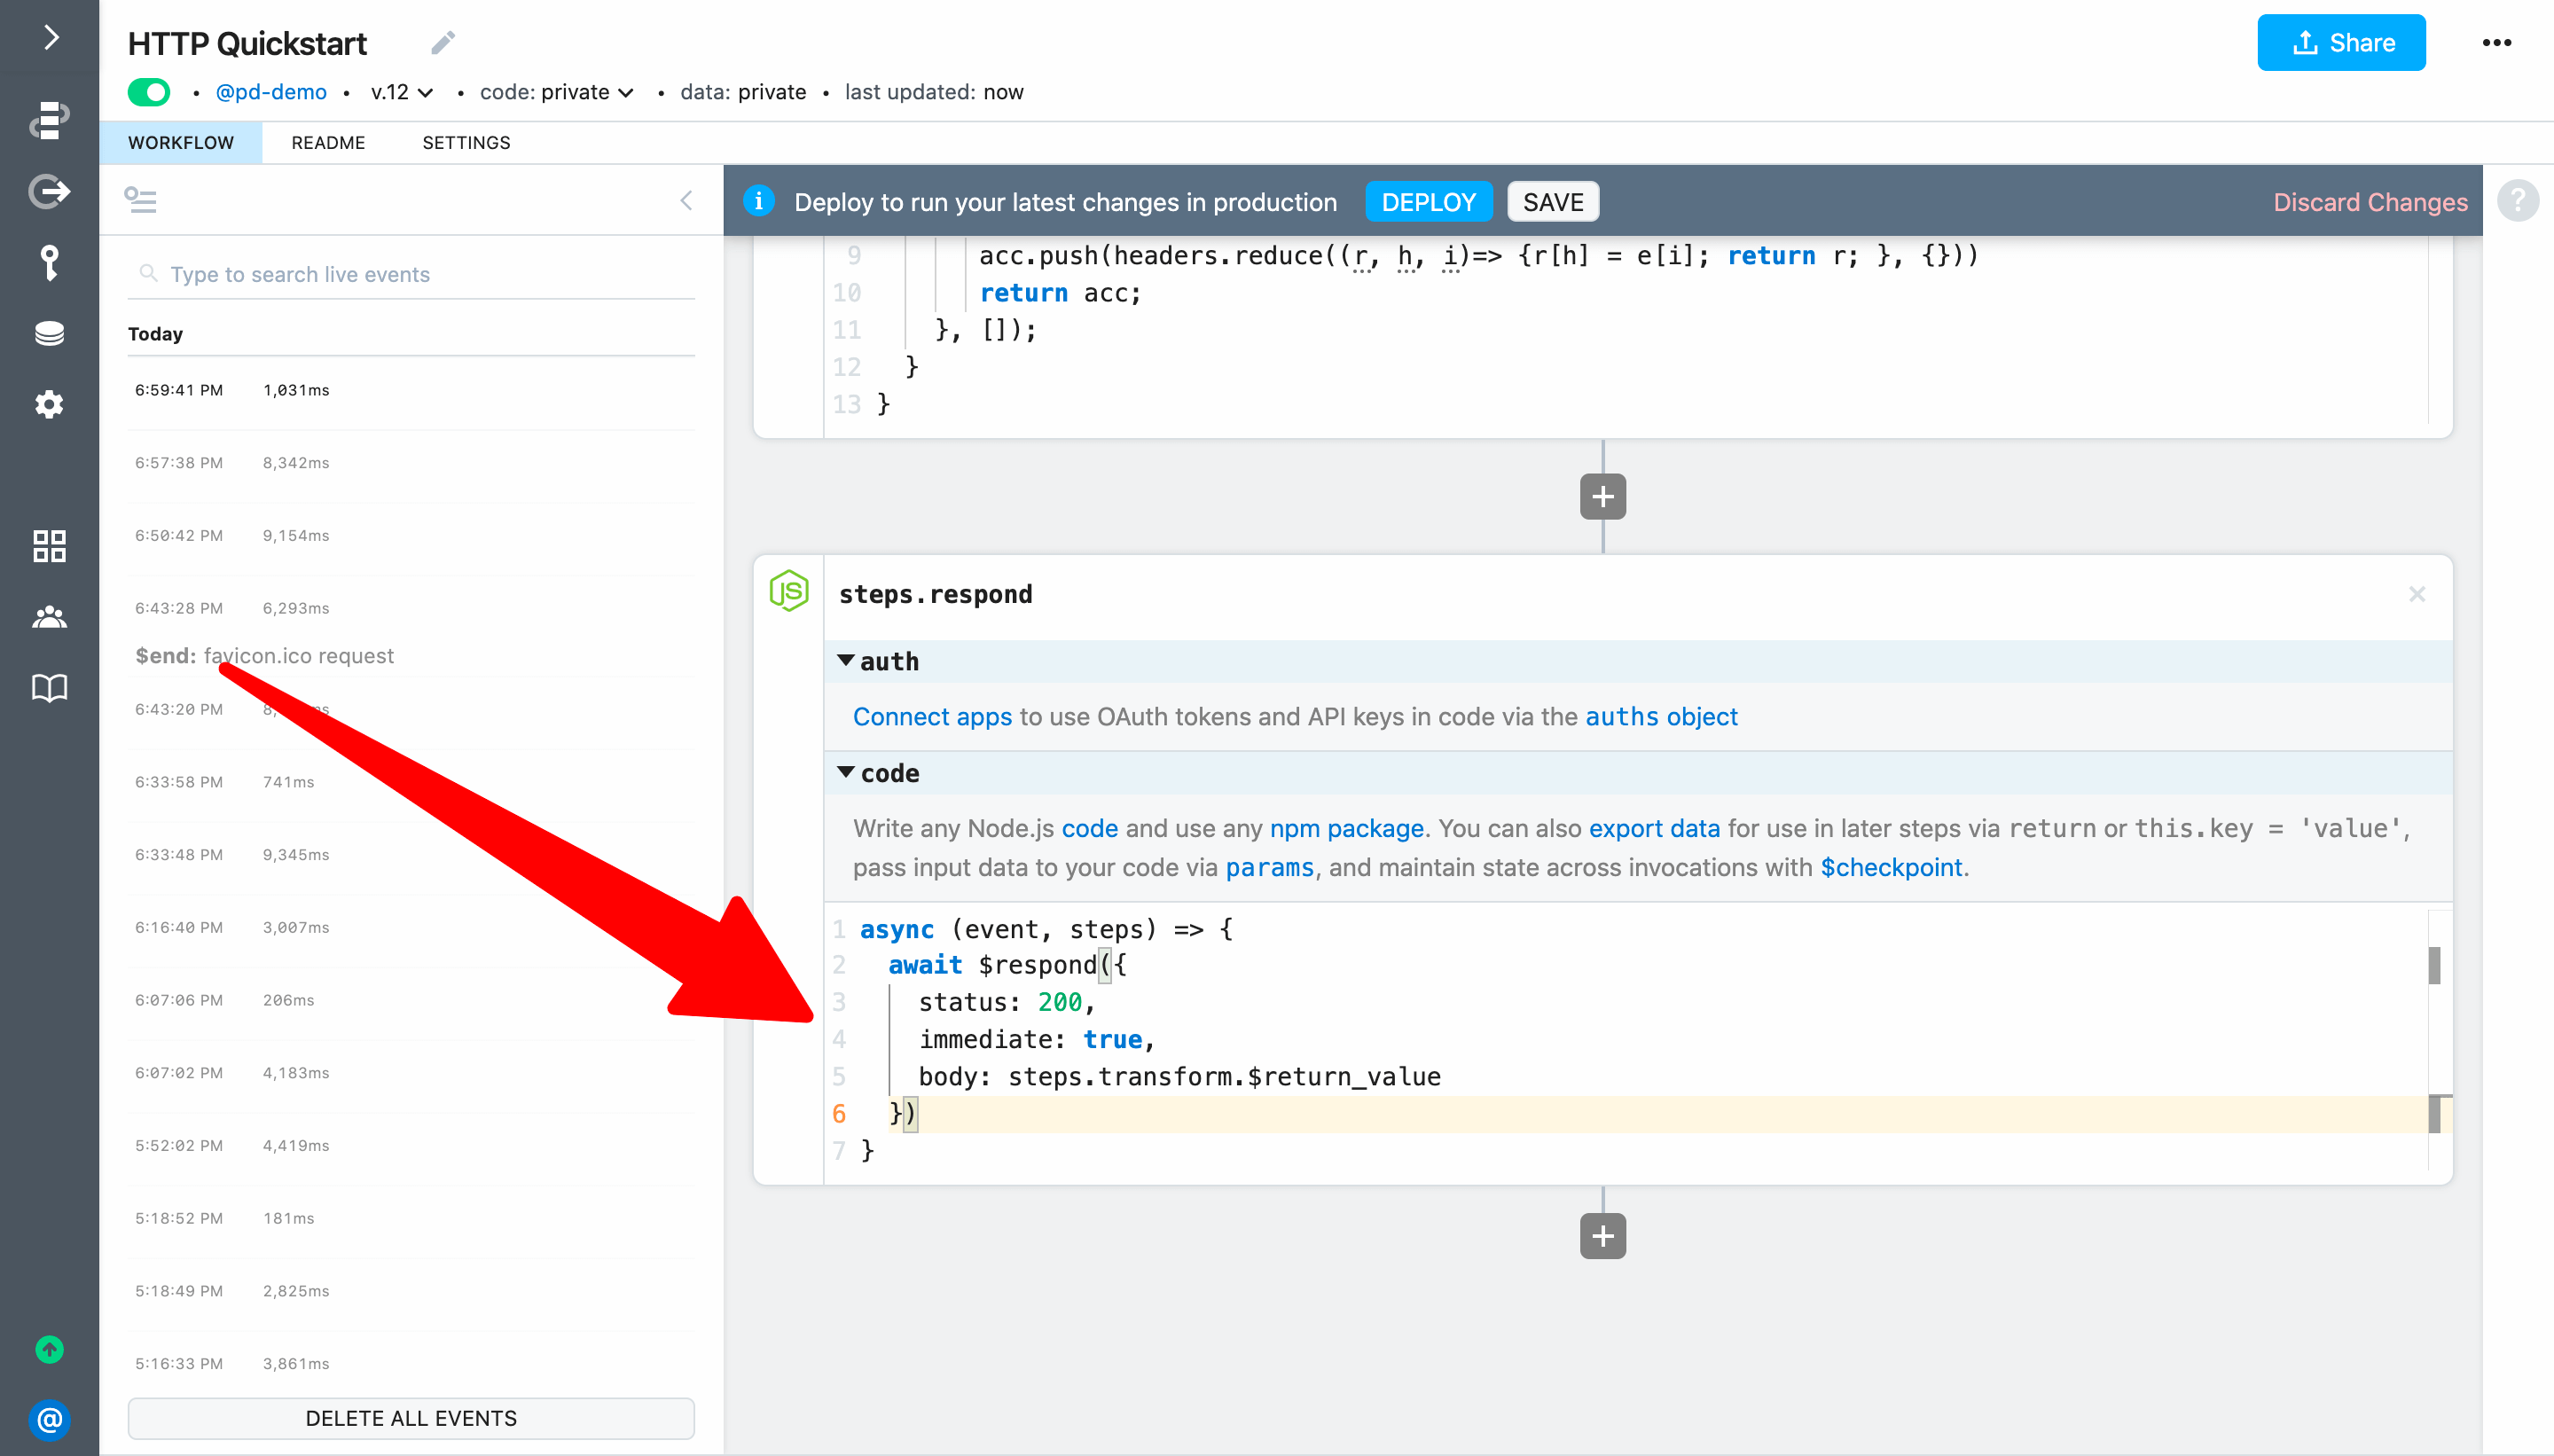 HTTP Quickstart
Share
@pd-demo • v.12 • code: private • data: private • last updated: now
WORKFLOW README SETTINGS
Type to search live events
Today
6:59:41 PM 1,031ms
6:57:38 PM 8,342ms
6:50:42 PM 9,154ms
6:43:28 PM 6,293ms
$end: favicon.ico request
6:43:20 PM
6:33:58 PM 741ms
6:33:48 PM 9,345ms
6:16:40 PM 3,007ms
6:07:06 PM 206ms
6:07:02 PM 4,183ms
5:52:02 PM 4,419ms
5:18:52 PM 181ms
5:18:49 PM 2,825ms
5:16:33 PM 3,861ms
DELETE ALL EVENTS
@
i Deploy to run your latest changes in production DEPLOY SAVE Discard Changes ?
9 acc.push(headers.reduce((r, h, i)=> {r[h] = e[i]; return r; }, {}))
10 return acc;
11 }, []);
12 }
13 }
+
JS steps.respond
auth
Connect apps to use OAuth tokens and API keys in code via the auths object
code
Write any Node.js code and use any npm package. You can also export data for use in later steps via return or this.key = 'value',
pass input data to your code via params, and maintain state across invocations with $checkpoint.
1 async (event, steps) => {
2 await $respond({
3 status: 200,
4 immediate: true,
5 body: steps.transform.$return_value
6 })
7 }
+